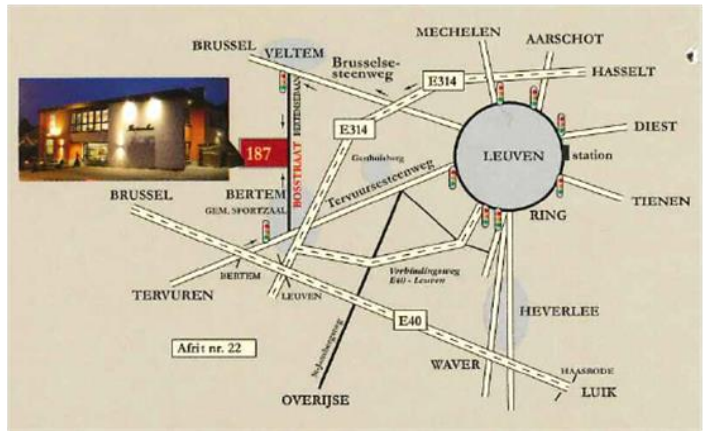 MECHELEN
AARSCHOT
BRUSSEL
VELTEM
Brusselse-
steenweg
HASSELT
E314
E314
BERTEMSEBAAN
DIEST
187
LEUVEN
station
BOSSTRAAT
BERTEM
GEM. SPORTZAAL
Tervuursesteenweg
BRUSSEL
TIENEN
RING
BERTEM
Verbindingsweg
E40 - Leuven
TERVUREN
LEUVEN
HEVERLEE
E40
Afrit nr. 22
WAVER
HAASRODE
LUIK
OVERIJSE